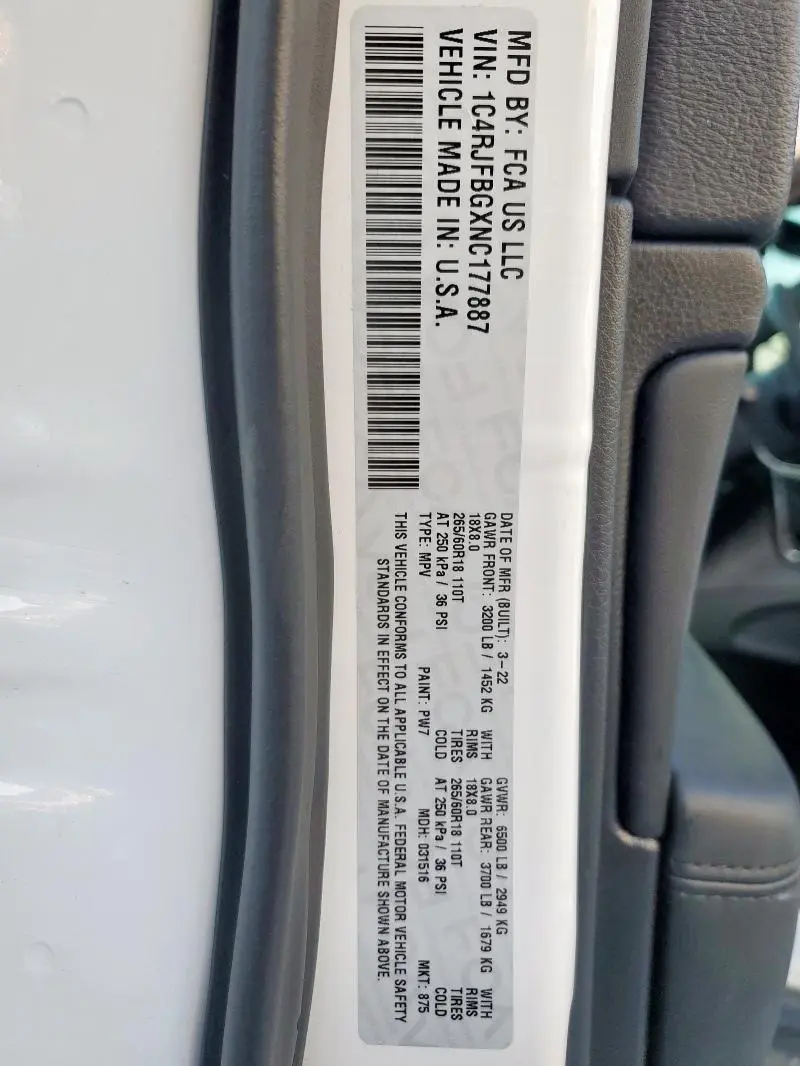 MFD BY: FCA US LLC
VIN: 1C4RJFBGXNC177887
VEHICLE MADE IN: U.S.A.
DATE OF MFR (BUILT): 3-22 GVWR: 6500 LB / 2949 KG
GAWR FRONT: 3200 LB / 1452 KG WITH GAWR REAR: 3700 LB / 1679 KG WITH
18X8.0 RIMS 18X8.0 RIMS
265/60R18 110T TIRES 265/60R18 110T TIRES
AT 250 kPa / 36 PSI COLD AT 250 kPa / 36 PSI COLD
TYPE: MPV PAINT: PW7 MDH: 031516 MKT: 875
THIS VEHICLE CONFORMS TO ALL APPLICABLE U.S.A. FEDERAL MOTOR VEHICLE SAFETY
STANDARDS IN EFFECT ON THE DATE OF MANUFACTURE SHOWN ABOVE.